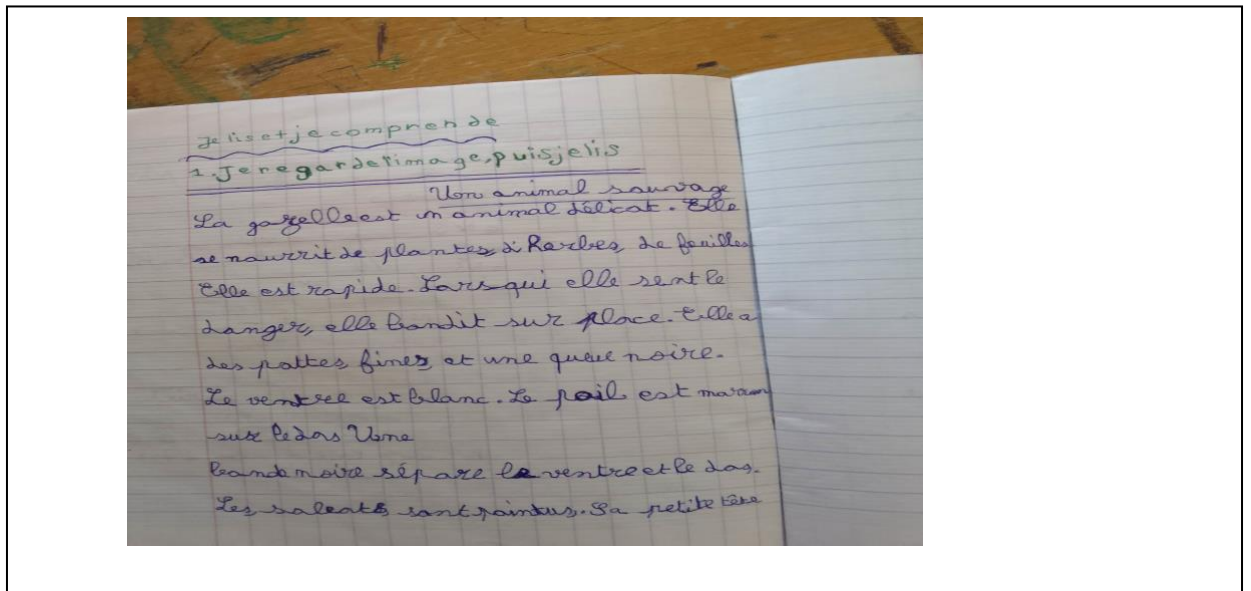 Je lis et je comprende
1. Je regarde l'image, puis je lis
Uon animal sauvage
La gazelle est un animal délicat. Elle
se nourrit de plantes d'herbes, de feuilles
Elle est rapide. Lorsqu'i elle sent le
danger, elle bondit sur place. Elle a
des pattes fines et une queue noire.
Le ventree est blanc. Le poil est marron
sur le dos Une
bande noire sépare le ventre et le dos.
Les sabots sont pointus. Sa petite tête